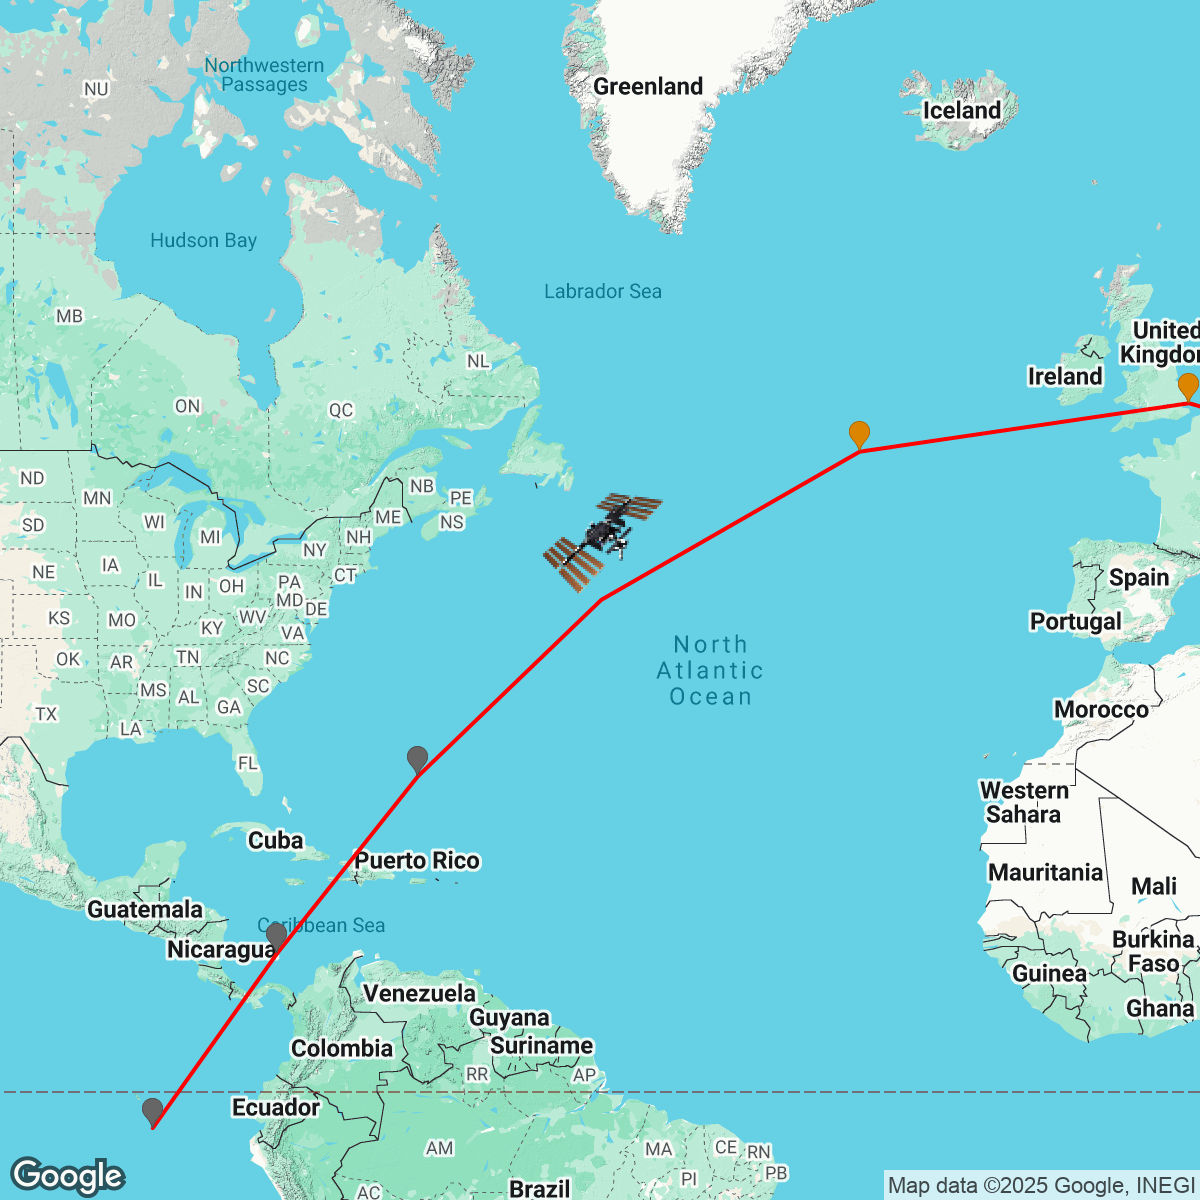 Greenland
Northwestern
Passages
NU
Iceland
Hudson Bay
Labrador Sea
MB
United
Kingdo
NL
Ireland
ON
QC
ND
MN
NB
PE
SD
WI
ME
NS
MI
NH
NY
IA
NE
IL
IN
OH
PA
CT
Spain
MD
DE
KS
MO
WV
KY
VA
Portugal
North
Atlantic
Ocean
OK
AR
TN
NC
MS
AL
SC
GA
TX
LA
Morocco
FL
Western
Sahara
Cuba
Puerto Rico
Mauritania
Mali
Guatemala
Caribbean Sea
Nicaragua
Burkina
Faso
Guinea
Venezuela
Ghana
Guyana
Suriname
Colombia
RR
AP
Ecuador
AM
MA
CE
RN
PI
PB
AC
Brazil
Google
Map data ©2025 Google, INEGI